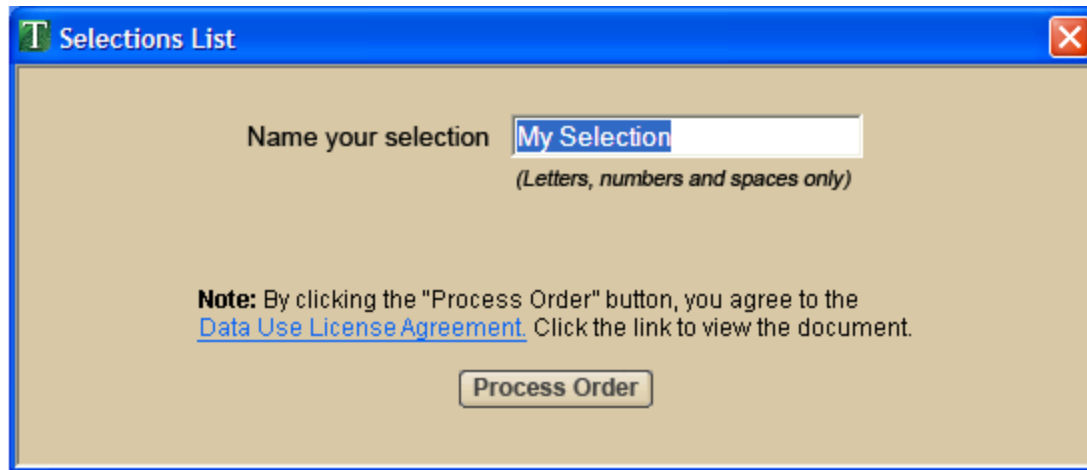 T Selections List
Name your selection My Selection
(Letters, numbers and spaces only)
Note: By clicking the "Process Order" button, you agree to the
Data Use License Agreement. Click the link to view the document.
Process Order